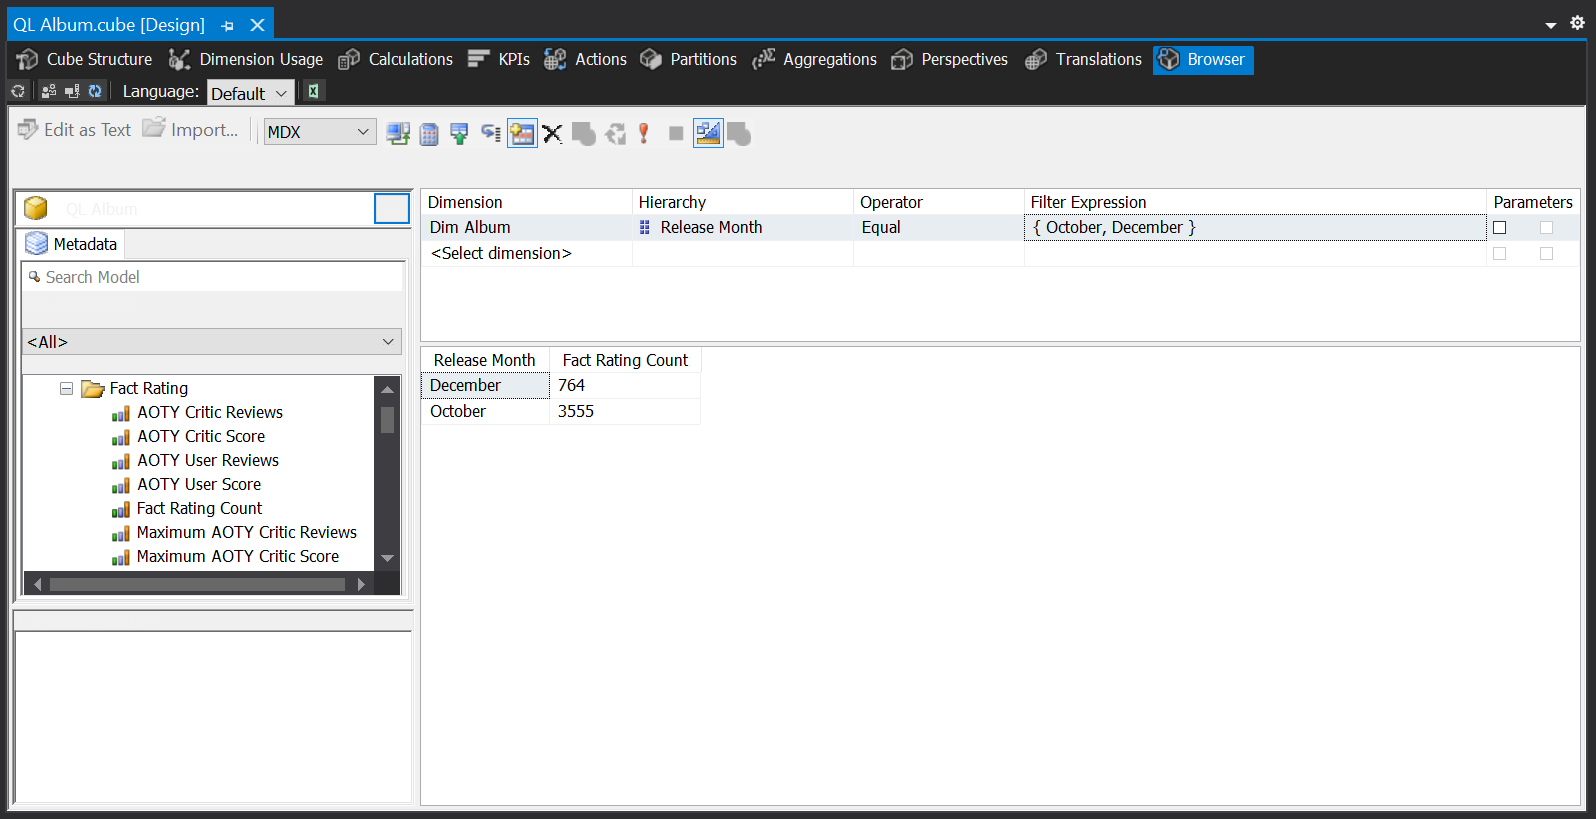 QL Album.cube [Design]
Cube Structure Dimension Usage Calculations KPIs Actions Partitions Aggregations Perspectives Translations Browser
Language: Default
Edit as Text Import... MDX
QL Album
Metadata
Search Model
<All>
Fact Rating
AOTY Critic Reviews
AOTY Critic Score
AOTY User Reviews
AOTY User Score
Fact Rating Count
Maximum AOTY Critic Reviews
Maximum AOTY Critic Score
Dimension Hierarchy Operator Filter Expression Parameters
Dim Album Release Month Equal { October, December }
<Select dimension>
Release Month Fact Rating Count
December 764
October 3555